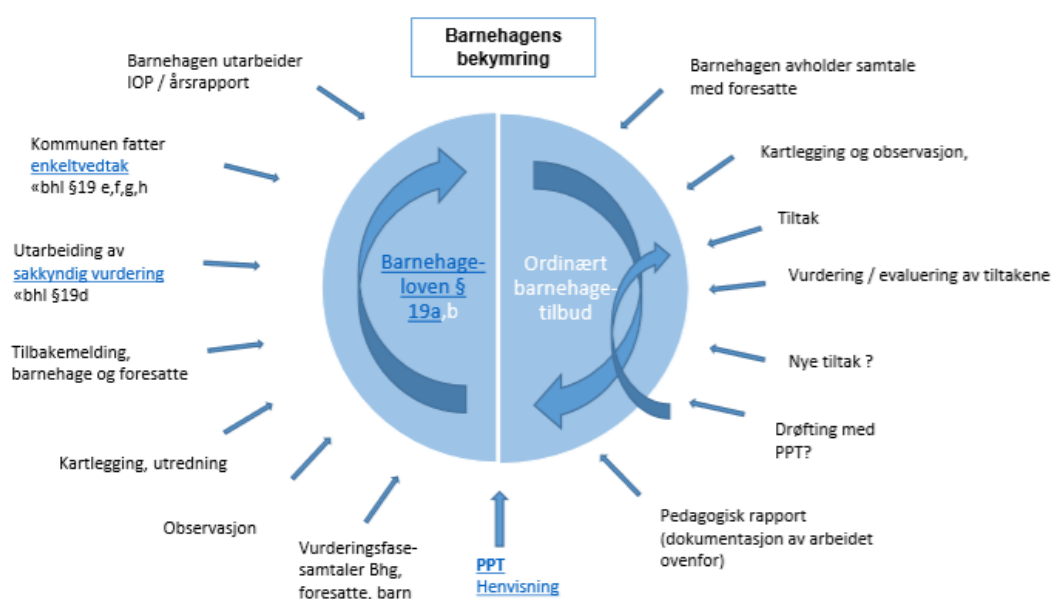 Barnehagens
bekymring
Barnehagen avholder samtale
med foresatte
Kartlegging og observasjon,
Tiltak
Vurdering / evaluering av tiltakene
Nye tiltak ?
Drøfting med
PPT?
Pedagogisk rapport
(dokumentasjon av arbeidet
ovenfor)
Ordinært
barnehage-
tilbud
PPT
Henvisning
Vurderingsfase-
samtaler Bhg,
foresatte, barn
Observasjon
Kartlegging, utredning
Tilbakemelding,
barnehage og foresatte
Utarbeiding av
sakkyndig vurdering
«bhl §19d
Kommunen fatter
enkeltvedtak
«bhl §19 e,f,g,h
Barnehagen utarbeider
IOP / årsrapport
Barnehage-
loven §
19a,b